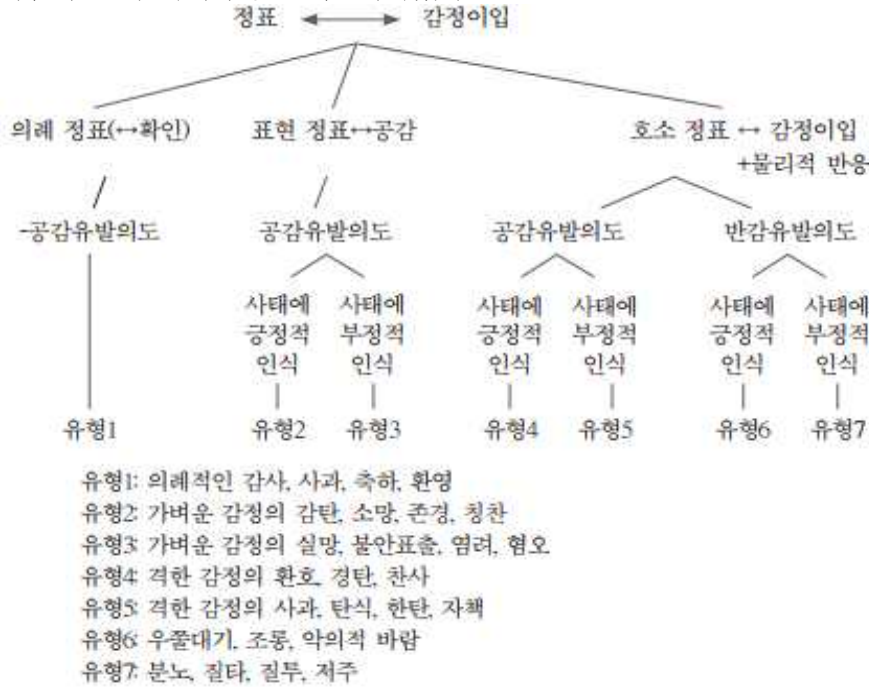 정표 ↔ 감정이입
의례 정표(↔확인) 표현 정표↔공감 호소 정표 ↔ 감정이입
+물리적 반응
-공감유발의도 공감유발의도 공감유발의도 반감유발의도
사태에 사태에 사태에 사태에 사태에 사태에
긍정적 부정적 긍정적 부정적 긍정적 부정적
인식 인식 인식 인식 인식 인식
유형1 유형2 유형3 유형4 유형5 유형6 유형7
유형1: 의례적인 감사, 사과, 축하, 환영
유형2: 가벼운 감정의 감탄, 소망, 존경, 칭찬
유형3: 가벼운 감정의 실망, 불안표출, 염려, 혐오
유형4: 격한 감정의 환호, 경탄, 찬사
유형5: 격한 감정의 사과, 탄식, 한탄, 자책
유형6: 우쭐대기, 조롱, 악의적 바람
유형7: 분노, 질타, 질투, 저주